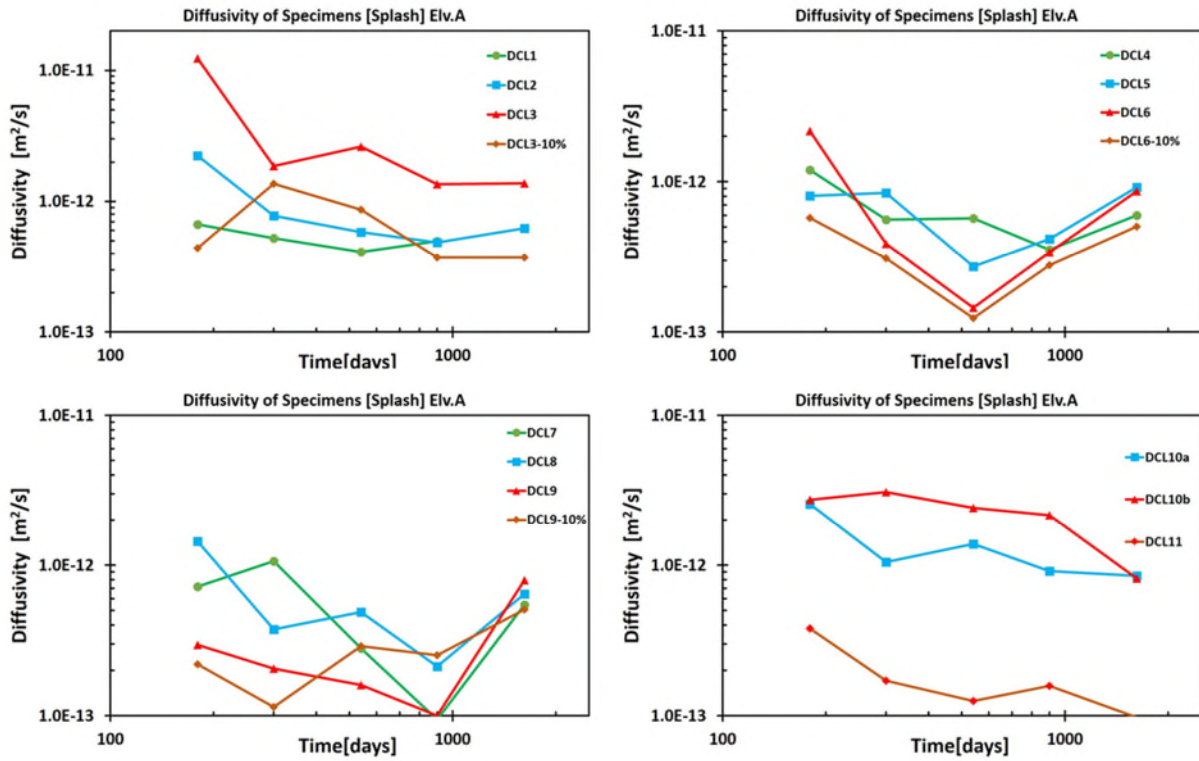 Diffusivity of Specimens [Splash] Elv.A
Diffusivity [m²/s]
1.0E-11
1.0E-12
1.0E-13
DCL1
DCL2
DCL3
DCL3-10%
100
1000
Time[days]
Diffusivity of Specimens [Splash] Elv.A
Diffusivity [m²/s]
1.0E-11
1.0E-12
1.0E-13
DCL4
DCL5
DCL6
DCL6-10%
100
1000
Time[days]
Diffusivity of Specimens [Splash] Elv.A
Diffusivity [m²/s]
1.0E-11
1.0E-12
1.0E-13
DCL7
DCL8
DCL9
DCL9-10%
100
1000
Time[days]
Diffusivity of Specimens [Splash] Elv.A
Diffusivity [m²/s]
1.0E-11
1.0E-12
1.0E-13
DCL10a
DCL10b
DCL11
100
1000
Time[days]